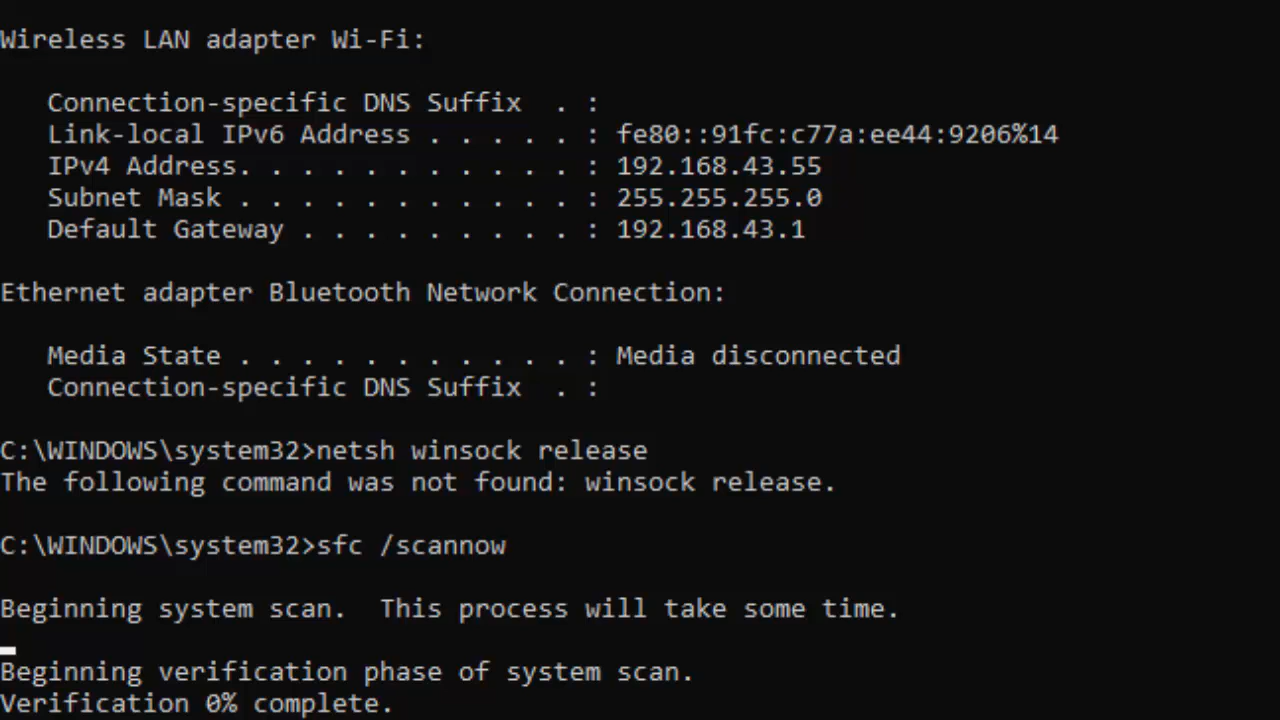 Wireless LAN adapter Wi-Fi:
   Connection-specific DNS Suffix  . :
   Link-local IPv6 Address . . . . . : fe80::91fc:c77a:ee44:9206%14
   IPv4 Address. . . . . . . . . . . : 192.168.43.55
   Subnet Mask . . . . . . . . . . . : 255.255.255.0
   Default Gateway . . . . . . . . . : 192.168.43.1
Ethernet adapter Bluetooth Network Connection:
   Media State . . . . . . . . . . . : Media disconnected
   Connection-specific DNS Suffix  . :
C:\WINDOWS\system32>netsh winsock release
The following command was not found: winsock release.
C:\WINDOWS\system32>sfc /scannow
Beginning system scan.  This process will take some time.
Beginning verification phase of system scan.
Verification 0% complete.